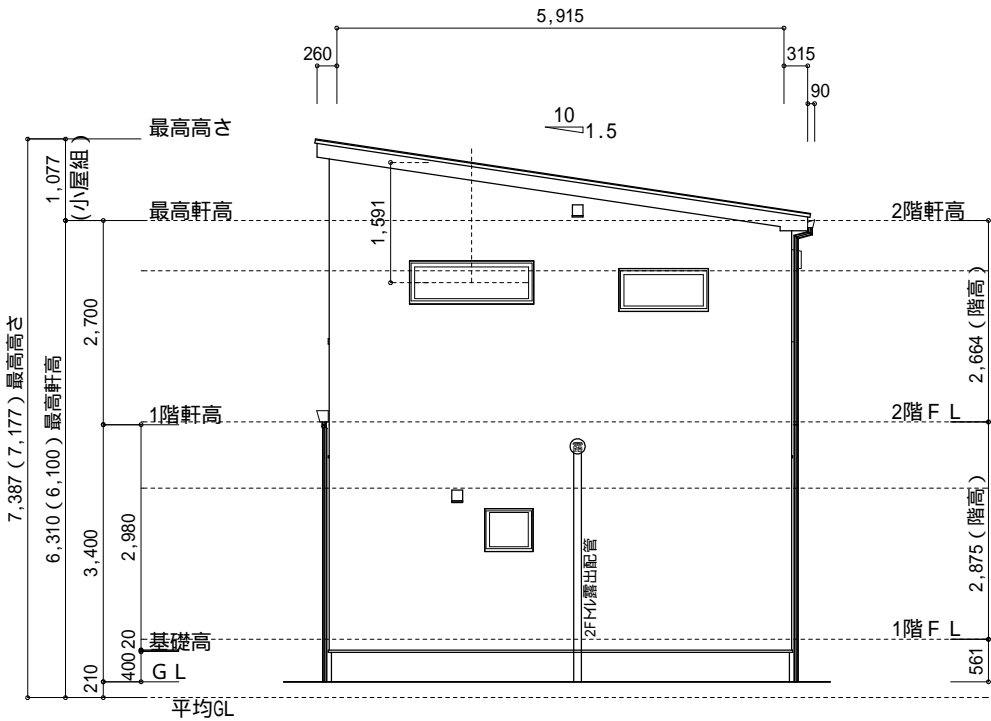 5,915
260
315
90
10
1.5
最高高さ
1,077
(小屋組)
最高軒高
2階軒高
1,591
2,700
2,664(階高)
7,387(7,177)最高高さ
6,310(6,100)最高軒高
1階軒高
2階FL
3,400
2,980
2,875(階高)
2Fトイレ露出配管
基礎高
20
1階FL
400
GL
561
210
平均GL